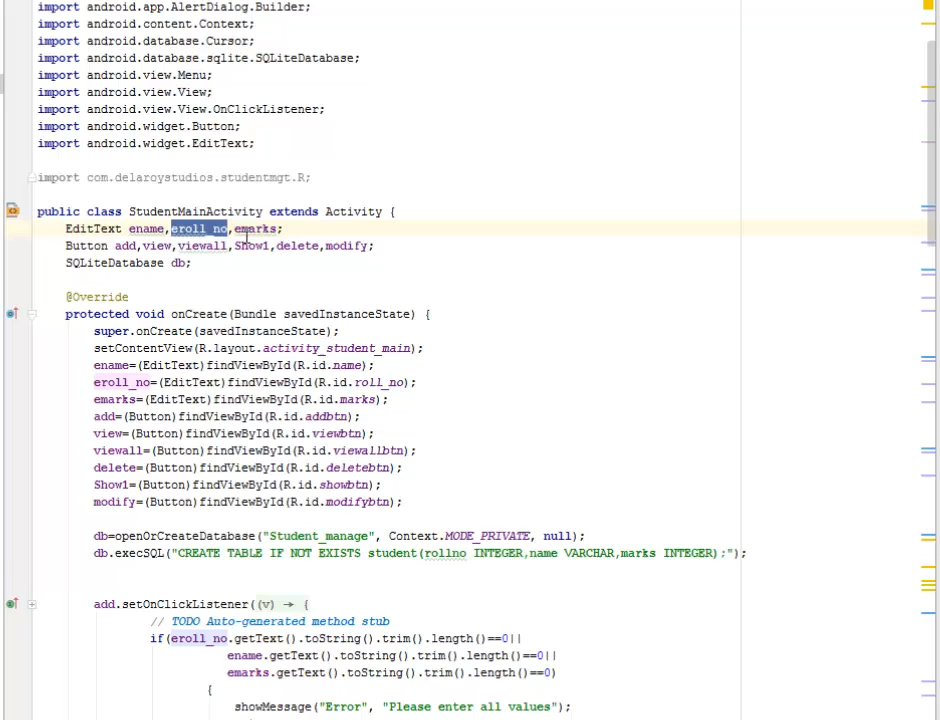 import android.app.AlertDialog.Builder;
import android.content.Context;
import android.database.Cursor;
import android.database.sqlite.SQLiteDatabase;
import android.view.Menu;
import android.view.View;
import android.view.View.OnClickListener;
import android.widget.Button;
import android.widget.EditText;
import com.delaroystudios.studentmgt.R;
public class StudentMainActivity extends Activity {
EditText ename,eroll_no,emarks;
Button add,view,viewall,Show1,delete,modify;
SQLiteDatabase db;
@Override
protected void onCreate(Bundle savedInstanceState) {
super.onCreate(savedInstanceState);
setContentView(R.layout.activity_student_main);
ename=(EditText)findViewById(R.id.name);
eroll_no=(EditText)findViewById(R.id.roll_no);
emarks=(EditText)findViewById(R.id.marks);
add=(Button)findViewById(R.id.addbtn);
view=(Button)findViewById(R.id.viewbtn);
viewall=(Button)findViewById(R.id.viewallbtn);
delete=(Button)findViewById(R.id.deletebtn);
Show1=(Button)findViewById(R.id.showbtn);
modify=(Button)findViewById(R.id.modifybtn);
db=openOrCreateDatabase("Student_manage", Context.MODE_PRIVATE, null);
db.execSQL("CREATE TABLE IF NOT EXISTS student(rollno INTEGER,name VARCHAR,marks INTEGER);");
add.setOnClickListener((v) → {
// TODO Auto-generated method stub
if(eroll_no.getText().toString().trim().length()==0||
ename.getText().toString().trim().length()==0||
emarks.getText().toString().trim().length()==0)
{
showMessage("Error", "Please enter all values");